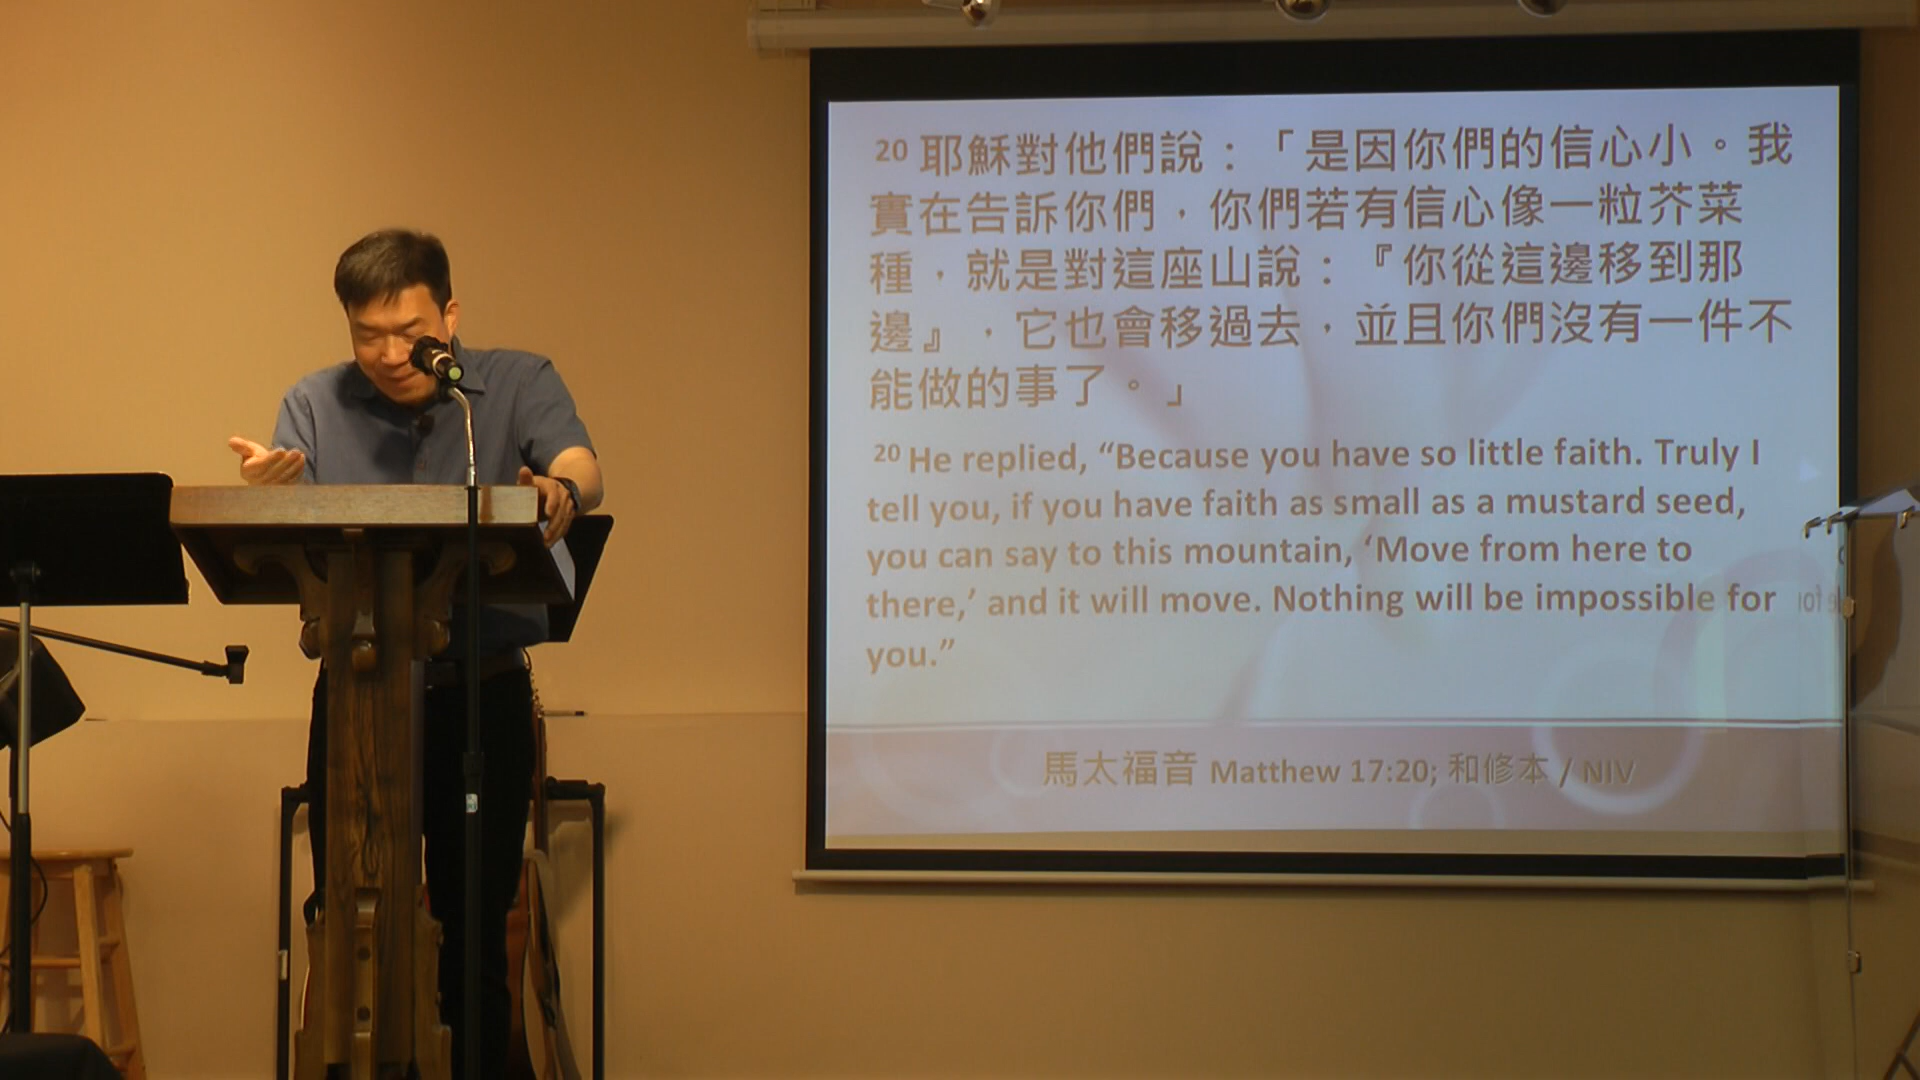 20 耶穌對他們說：「是因你們的信心小。我
實在告訴你們，你們若有信心像一粒芥菜
種，就是對這座山說：『你從這邊移到那
邊』，它也會移過去，並且你們沒有一件不
能做的事了。」
20 He replied, “Because you have so little faith. Truly I
tell you, if you have faith as small as a mustard seed,
you can say to this mountain, ‘Move from here to
there,’ and it will move. Nothing will be impossible for
you.”
馬太福音 Matthew 17:20; 和修本 / NIV